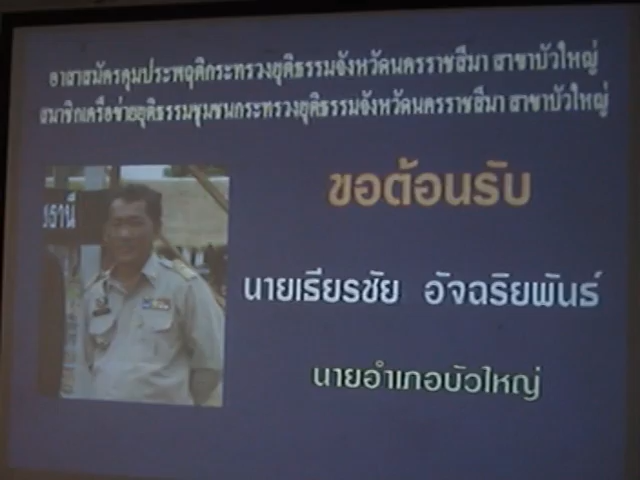 อาสาสมัครคุมประพฤติกระทรวงยุติธรรมจังหวัดนครราชสีมา สาขาบัวใหญ่
สมาชิกเครือข่ายยุติธรรมชุมชนกระทรวงยุติธรรมจังหวัดนครราชสีมา สาขาบัวใหญ่
ขอต้อนรับ
ธานี
นายเธียรชัย อัจฉริยพันธ์
นายอำเภอบัวใหญ่